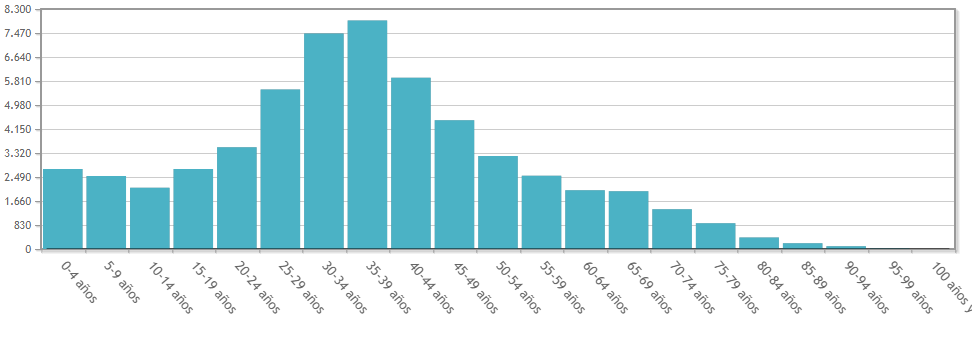 8.300
7.470
6.640
5.810
4.980
4.150
3.320
2.490
1.660
830
0
0-4 años
5-9 años
10-14 años
15-19 años
20-24 años
25-29 años
30-34 años
35-39 años
40-44 años
45-49 años
50-54 años
55-59 años
60-64 años
65-69 años
70-74 años
75-79 años
80-84 años
85-89 años
90-94 años
95-99 años
100 años y